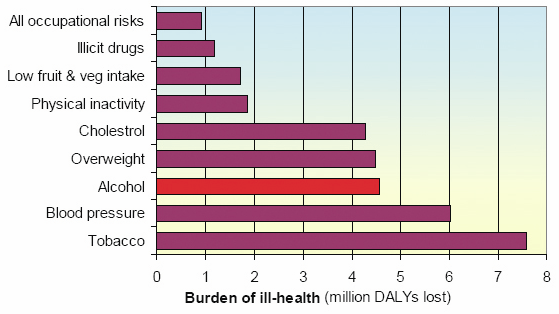 All occupational risks
Illicit drugs
Low fruit & veg intake
Physical inactivity
Cholestrol
Overweight
Alcohol
Blood pressure
Tobacco
0 1 2 3 4 5 6 7 8
Burden of ill-health (million DALYs lost)